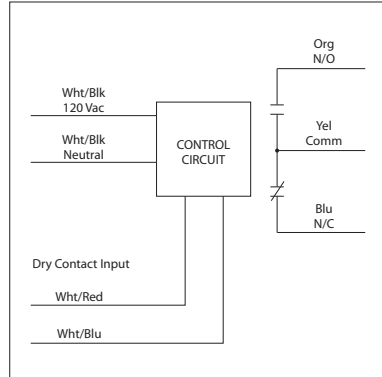 Org
N/O
Wht/Blk
120 Vac
Yel
Comm
Wht/Blk
Neutral
CONTROL
CIRCUIT
Blu
N/C
Dry Contact Input
Wht/Red
Wht/Blu